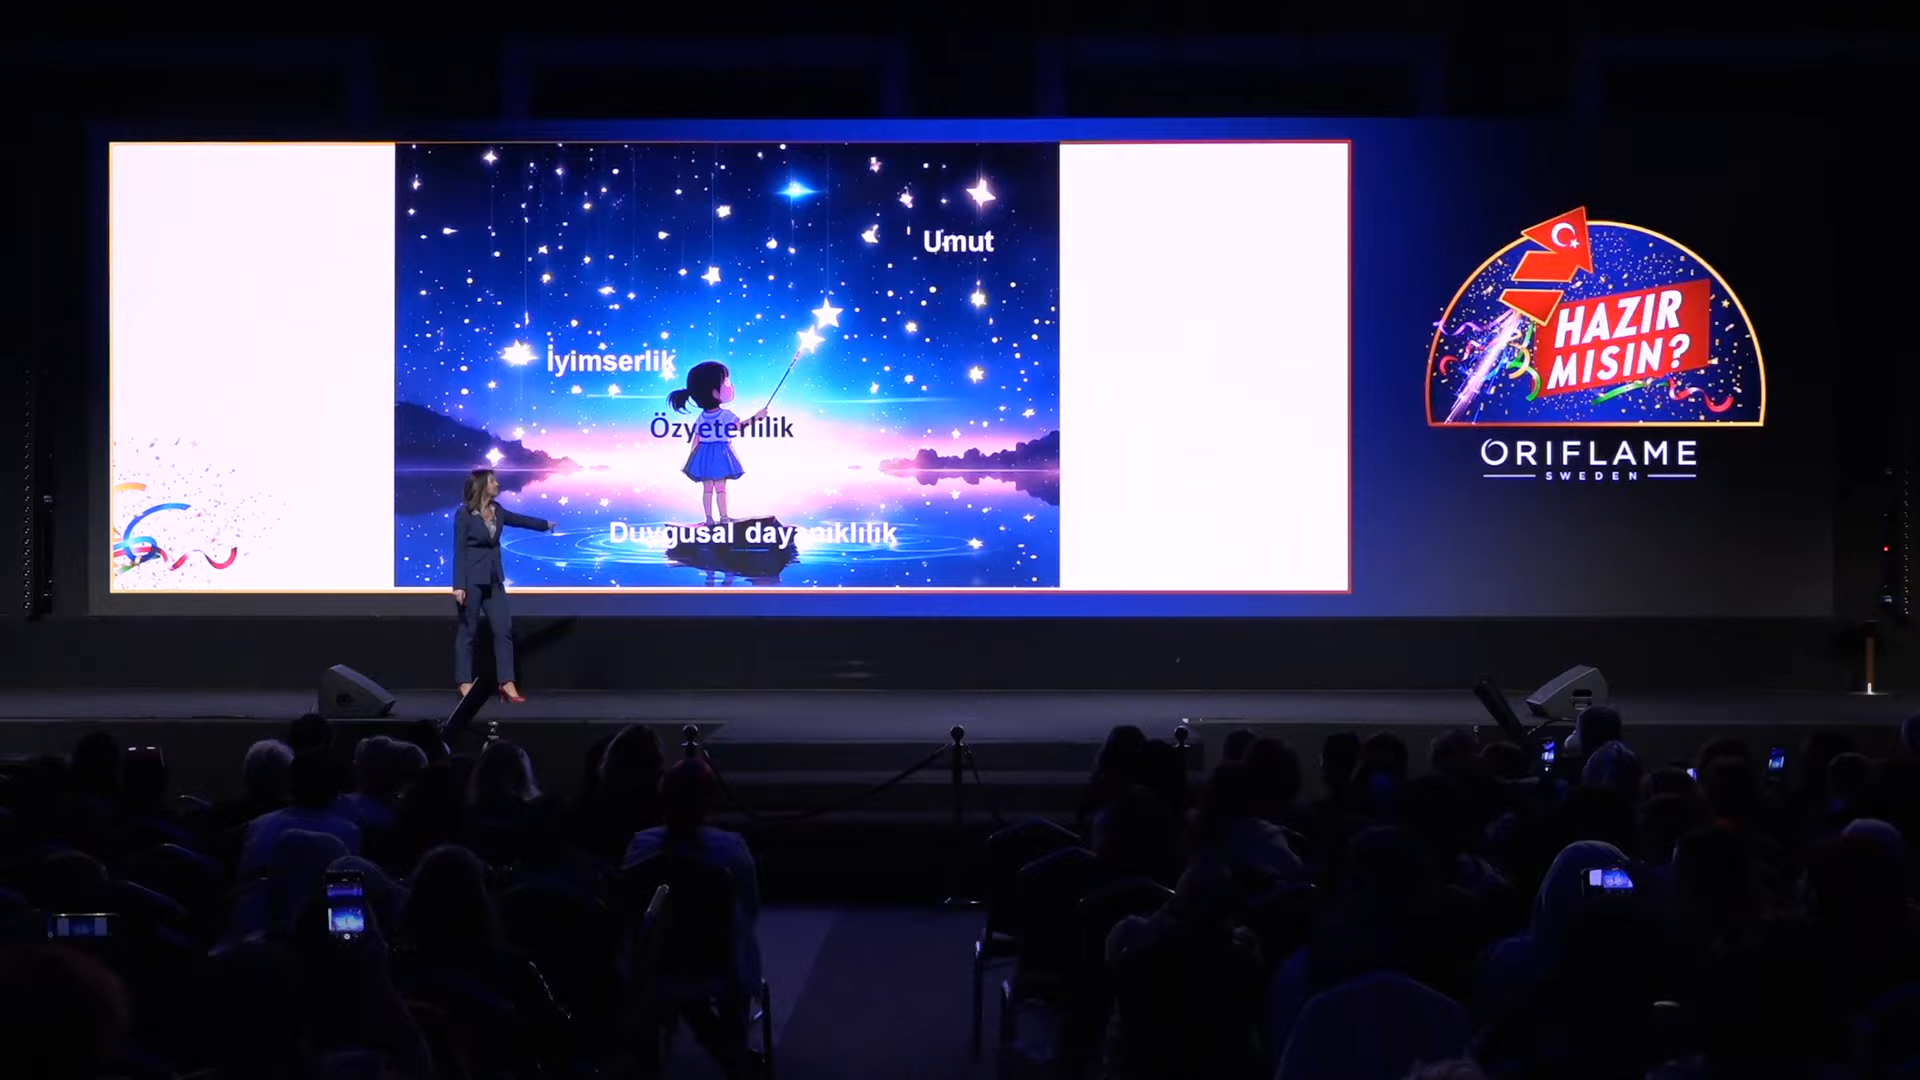 Umut
İyimserlik
Özyeterlilik
Duygusal dayanıklılık
HAZIR
MISIN?
ORIFLAME
SWEDEN